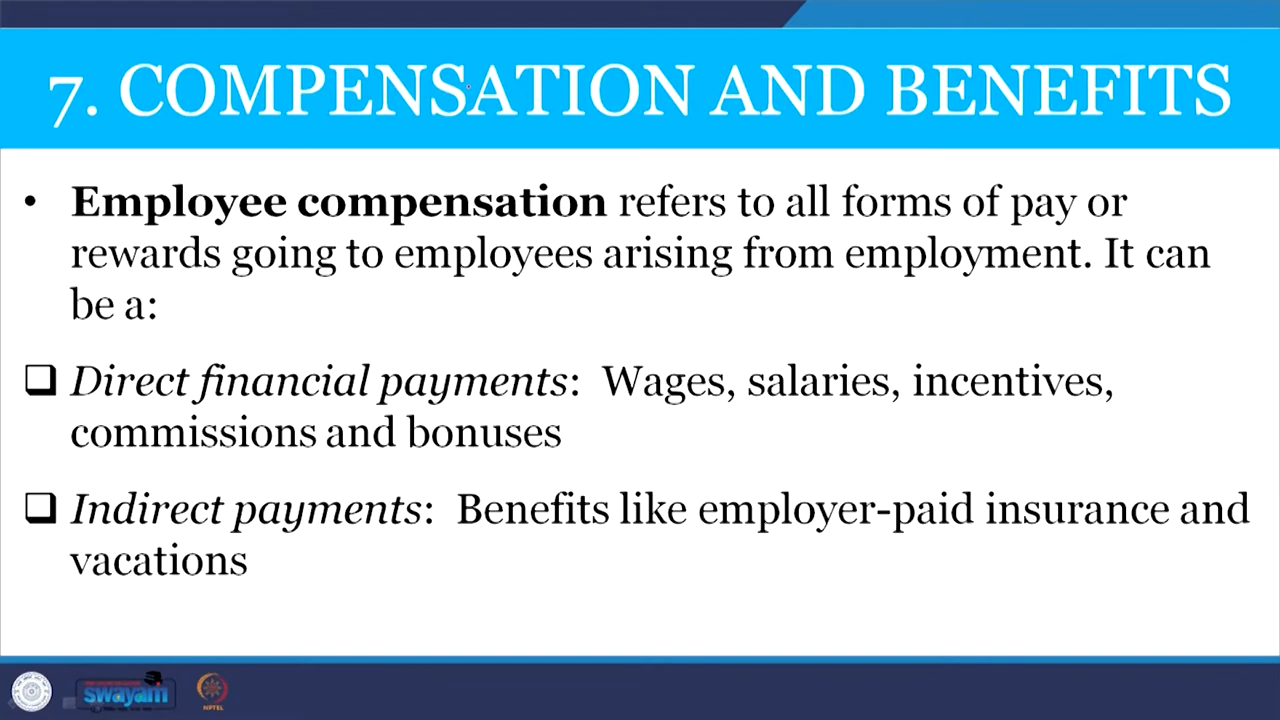 7. COMPENSATION AND BENEFITS
• Employee compensation refers to all forms of pay or
rewards going to employees arising from employment. It can
be a:
❑ Direct financial payments: Wages, salaries, incentives,
commissions and bonuses
❑ Indirect payments: Benefits like employer-paid insurance and
vacations
swayam
NPTEL